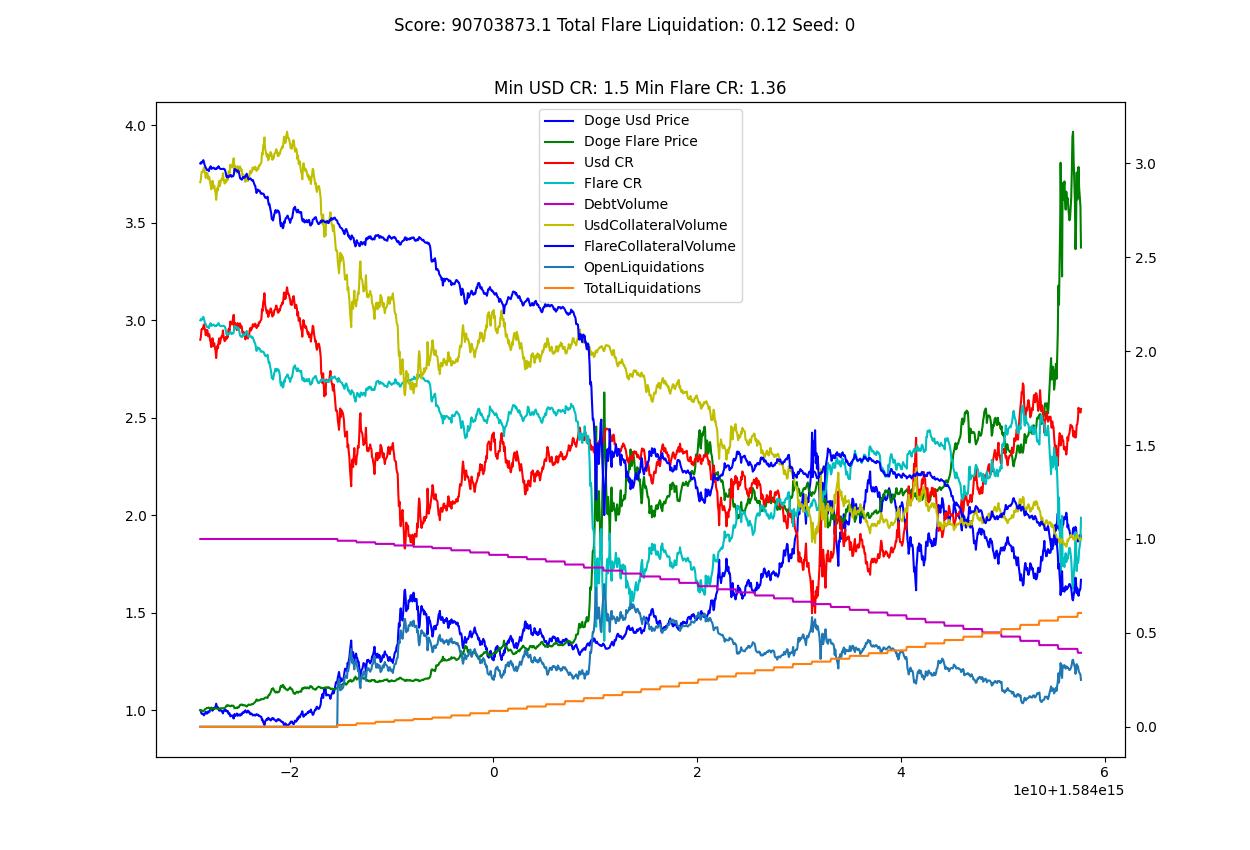 Score: 90703873.1 Total Flare Liquidation: 0.12 Seed: 0
Min USD CR: 1.5 Min Flare CR: 1.36
Doge Usd Price
Doge Flare Price
Usd CR
Flare CR
DebtVolume
UsdCollateralVolume
FlareCollateralVolume
OpenLiquidations
TotalLiquidations
4.0
3.5
3.0
2.5
2.0
1.5
1.0
3.0
2.5
2.0
1.5
1.0
0.5
0.0
−2
0
2
4
6
1e10+1.584e15